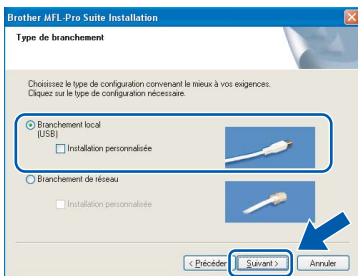 Brother MFL-Pro Suite Installation
Type de branchement
Choisissez le type de configuration convenant le mieux à vos exigences.
Cliquez sur le type de configuration nécessaire.
Branchement local
(USB)
Installation personnalisée
Branchement de réseau
Installation personnalisée
< Précéder
Suivant >
Annuler